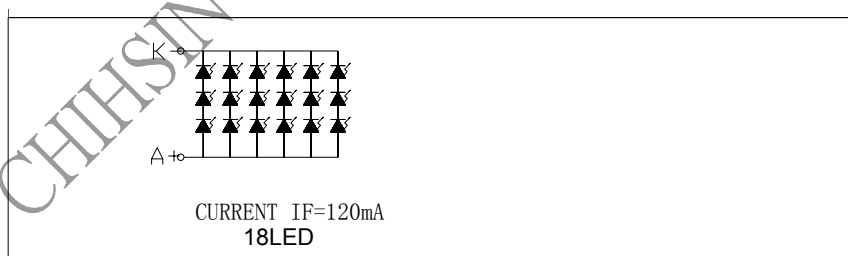 CHIHSIN
K-
A+
CURRENT IF=120mA
18LED